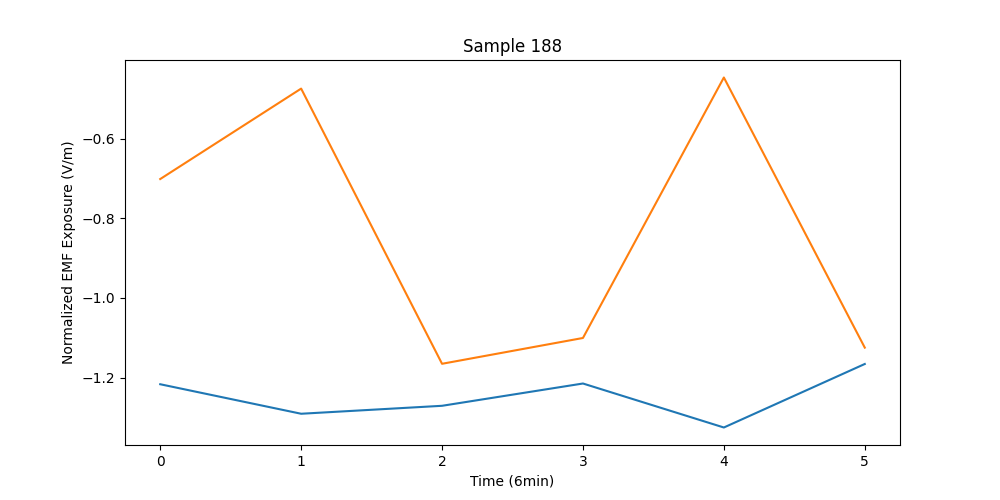 Sample 188
Normalized EMF Exposure (V/m)
−0.6
−0.8
−1.0
−1.2
0 1 2 3 4 5
Time (6min)